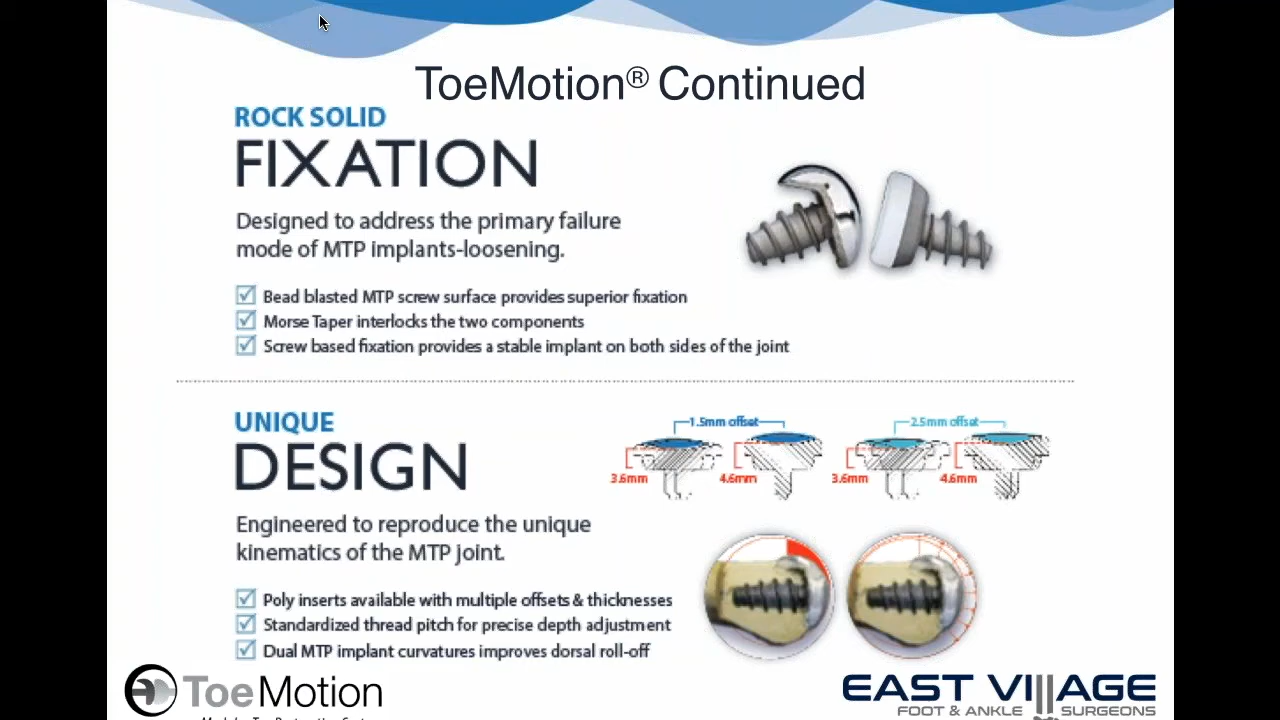 ToeMotion® Continued
ROCK SOLID
FIXATION
Designed to address the primary failure
mode of MTP implants-loosening.
Bead blasted MTP screw surface provides superior fixation
Morse Taper interlocks the two components
Screw based fixation provides a stable implant on both sides of the joint
UNIQUE
DESIGN
1.5mm offset
2.5mm offset
3.6mm
4.6mm
3.6mm
4.6mm
Engineered to reproduce the unique
kinematics of the MTP joint.
Poly inserts available with multiple offsets & thicknesses
Standardized thread pitch for precise depth adjustment
Dual MTP implant curvatures improves dorsal roll-off
ToeMotion
EAST VILLAGE
FOOT & ANKLE SURGEONS